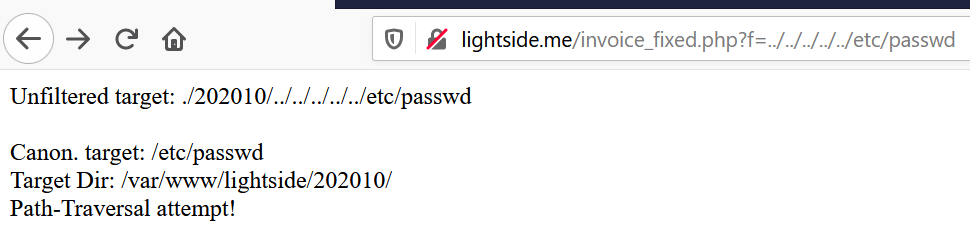 lightside.me/invoice_fixed.php?f=../../../../../etc/passwd
Unfiltered target: ./202010/../../../../../etc/passwd
Canon. target: /etc/passwd
Target Dir: /var/www/lightside/202010/
Path-Traversal attempt!